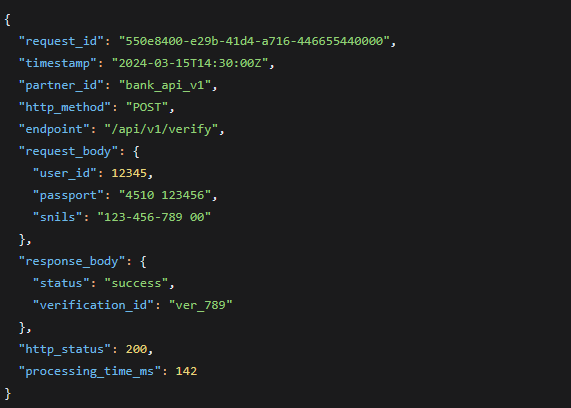 {
  "request_id": "550e8400-e29b-41d4-a716-446655440000",
  "timestamp": "2024-03-15T14:30:00Z",
  "partner_id": "bank_api_v1",
  "http_method": "POST",
  "endpoint": "/api/v1/verify",
  "request_body": {
    "user_id": 12345,
    "passport": "4510 123456",
    "snils": "123-456-789 00"
  },
  "response_body": {
    "status": "success",
    "verification_id": "ver_789"
  },
  "http_status": 200,
  "processing_time_ms": 142
}